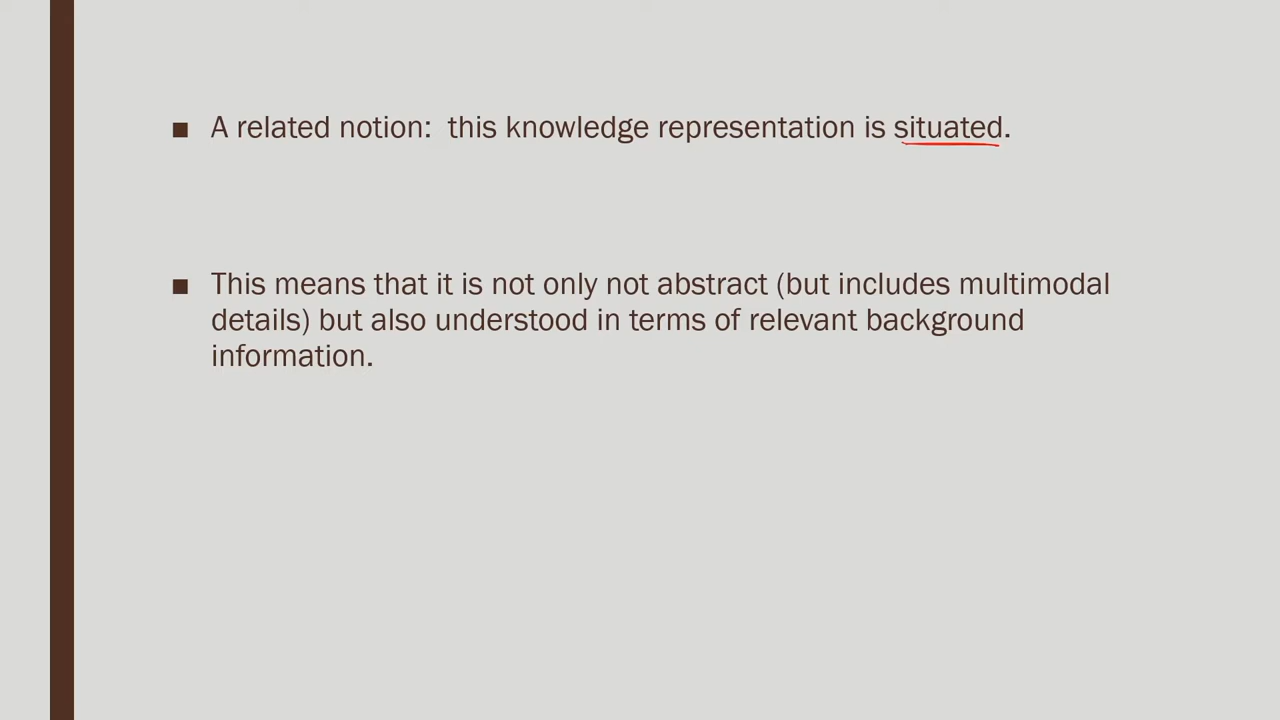 ■ A related notion:  this knowledge representation is situated.
■ This means that it is not only not abstract (but includes multimodal
details) but also understood in terms of relevant background
information.